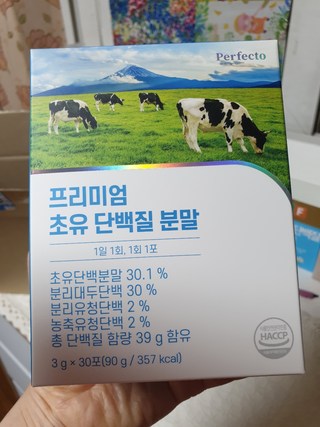 Perfecto
프리미엄
초유 단백질 분말
1일 1회, 1회 1포
초유단백분말 30.1 %
분리대두단백 30 %
분리유청단백 2 %
농축유청단백 2 %
총 단백질 함량 39 g 함유
3 g × 30포(90 g / 357 kcal)
HACCP